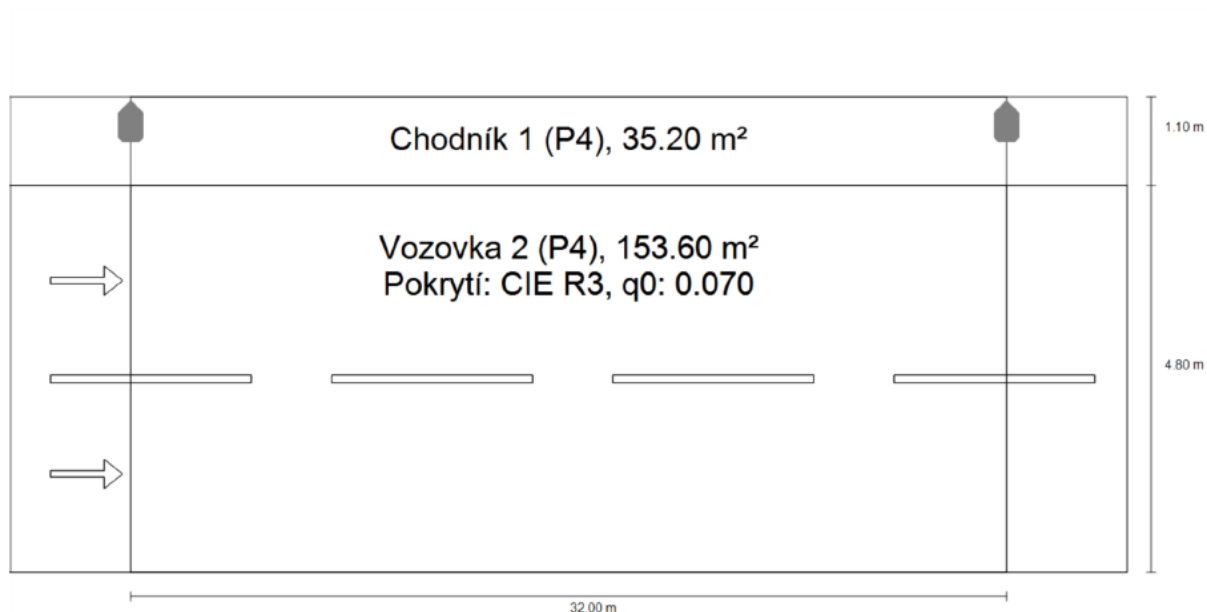 Chodník 1 (P4), 35.20 m²
1.10 m
Vozovka 2 (P4), 153.60 m²
Pokrytí: CIE R3, q0: 0.070
4.80 m
32.00 m